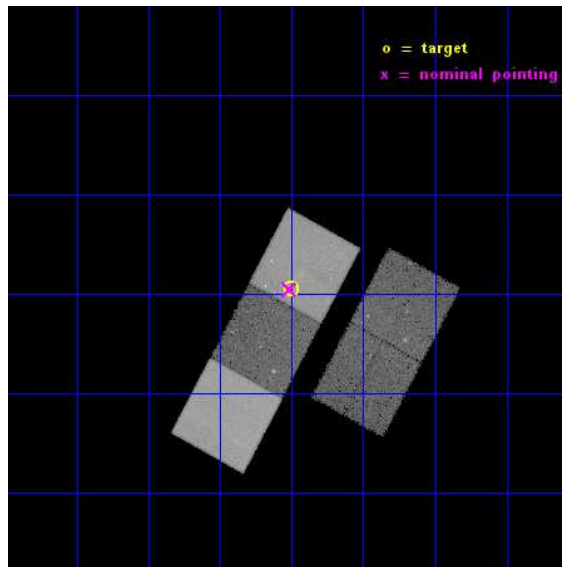 o = target
x = nominal pointing